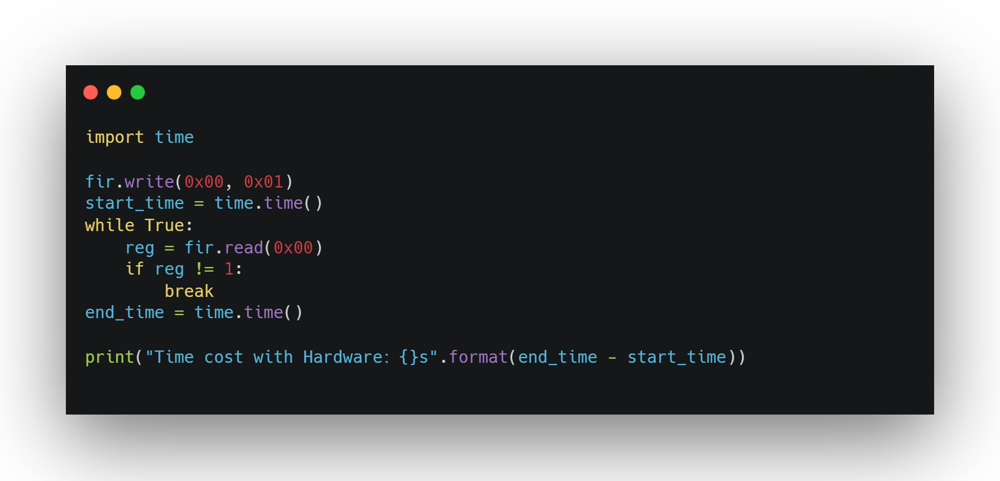 import time
fir.write(0x00, 0x01)
start_time = time.time()
while True:
    reg = fir.read(0x00)
    if reg != 1:
        break
end_time = time.time()
print("Time cost with Hardware: {}s".format(end_time - start_time))